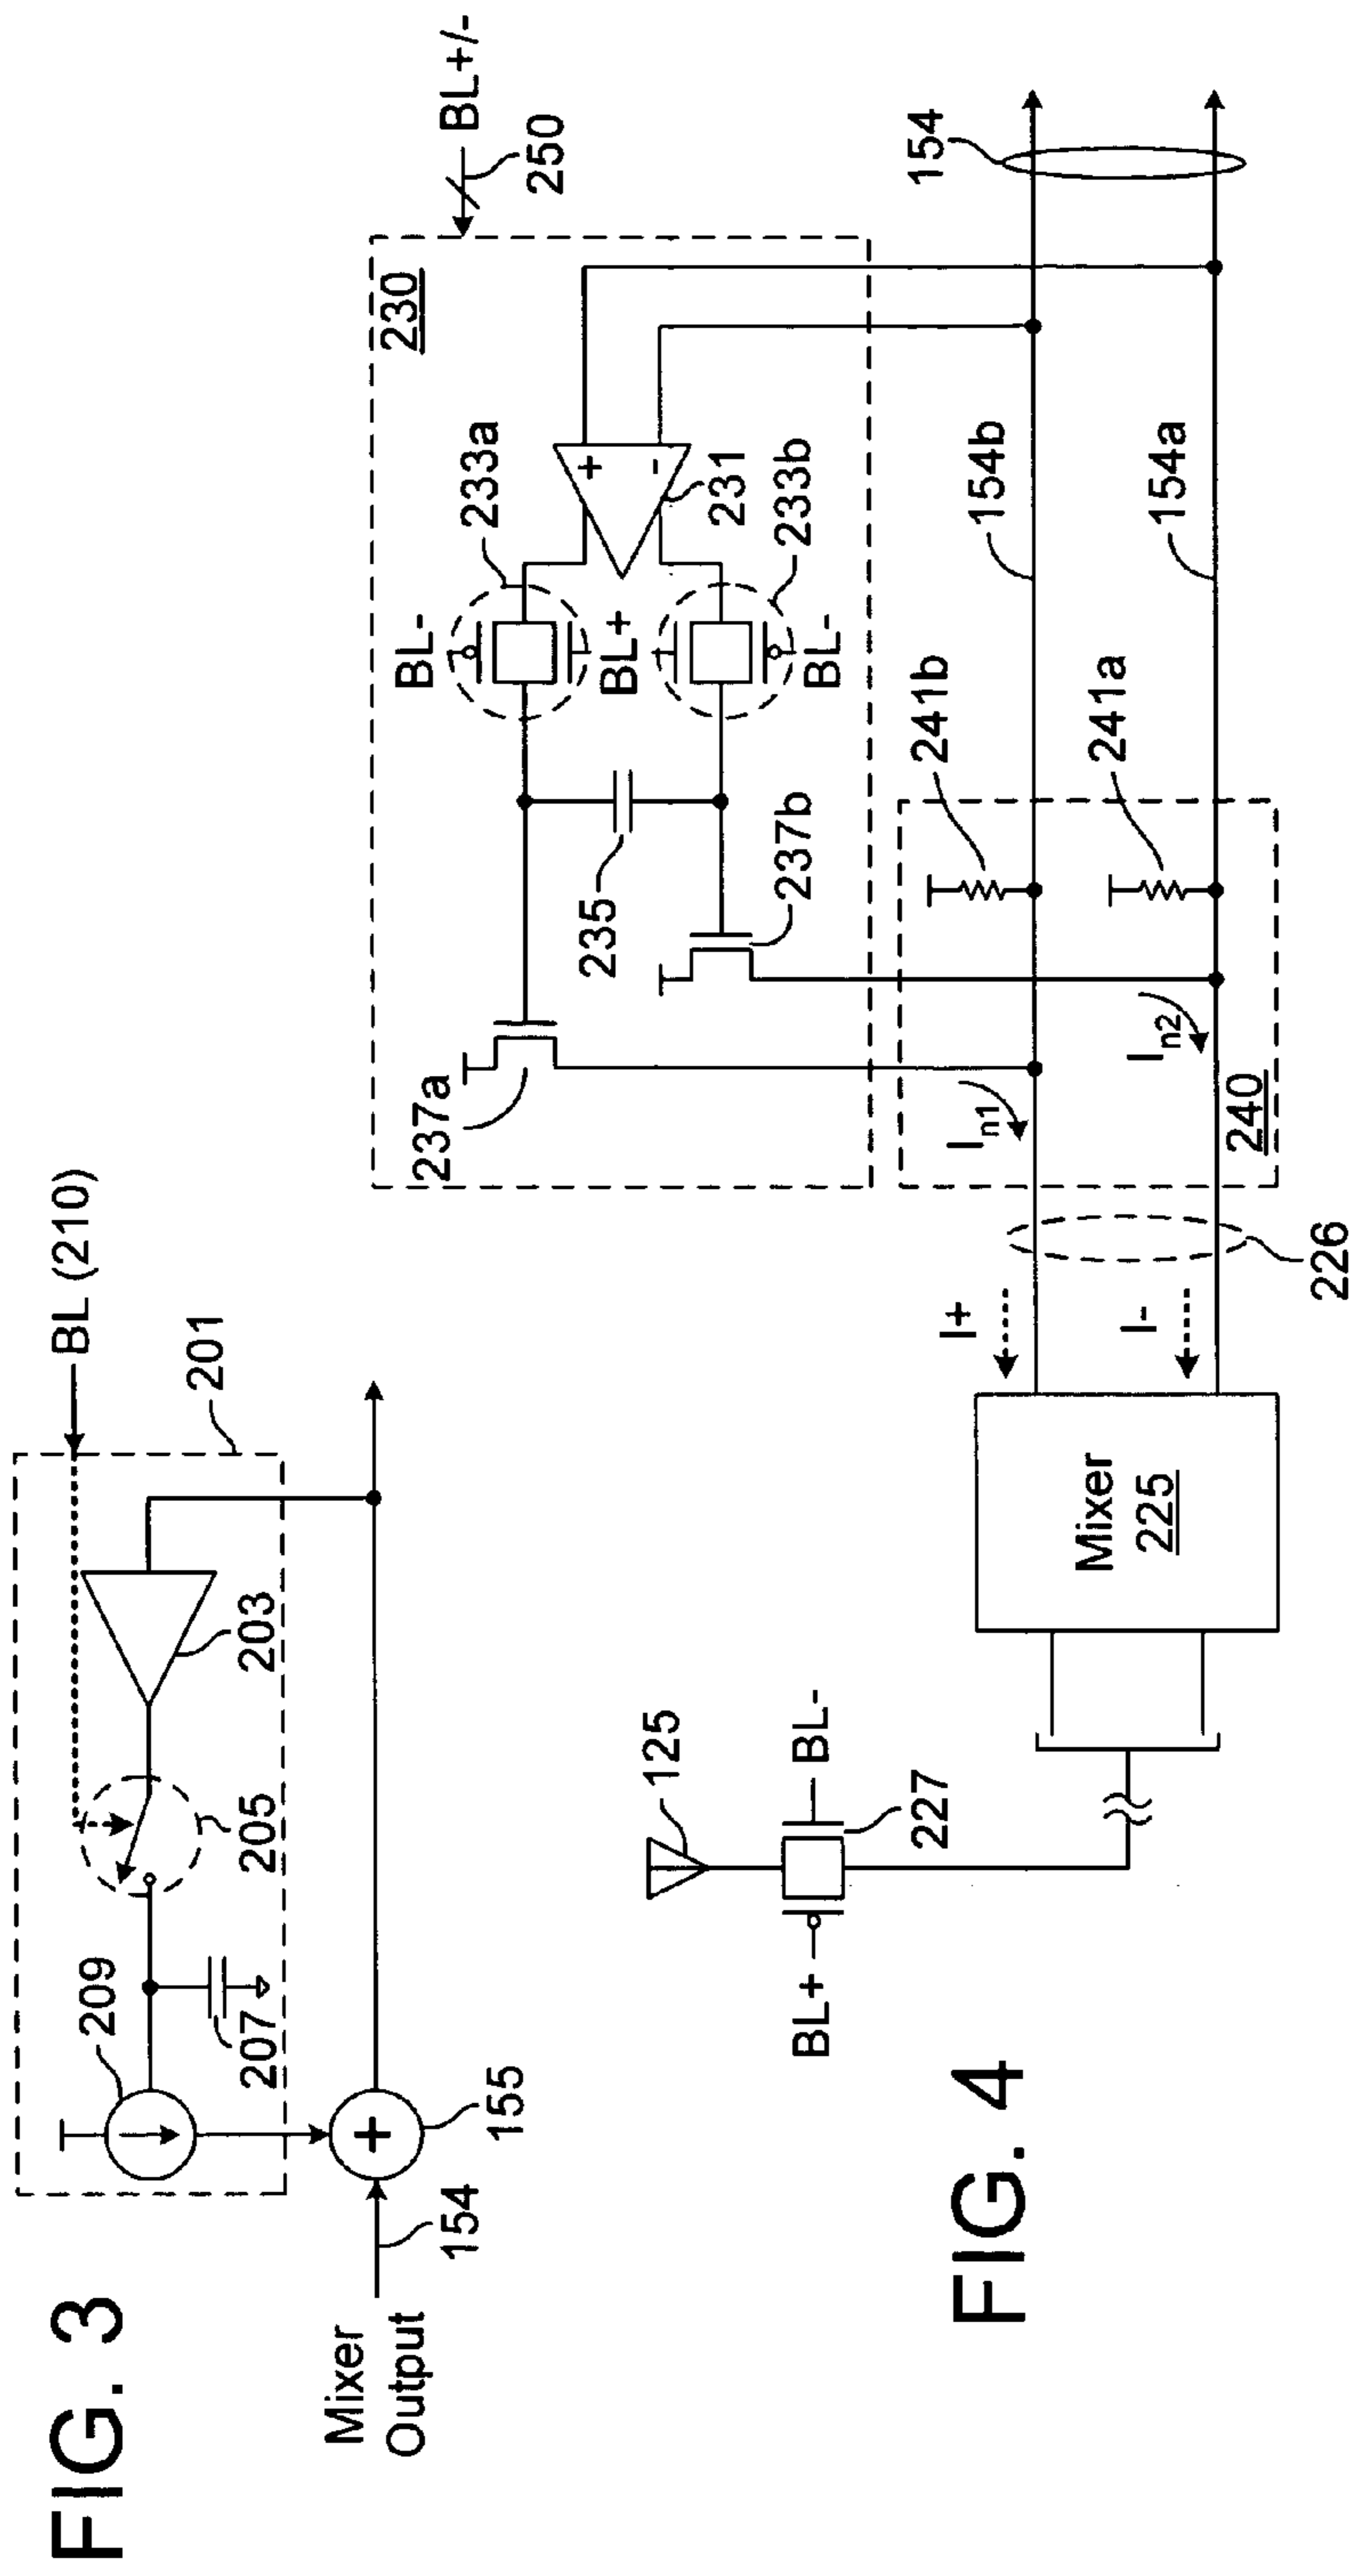 FIG. 3
BL (210)
201
209
205
203
207
155
154
Mixer
Output
FIG. 4
BL+/-
250
230
233a
BL-
BL+
BL-
+
-
231
233b
235
237a
237b
154
154b
154a
241b
241a
In1
In2
240
226
I+
I-
Mixer
225
125
BL+
BL-
227
+